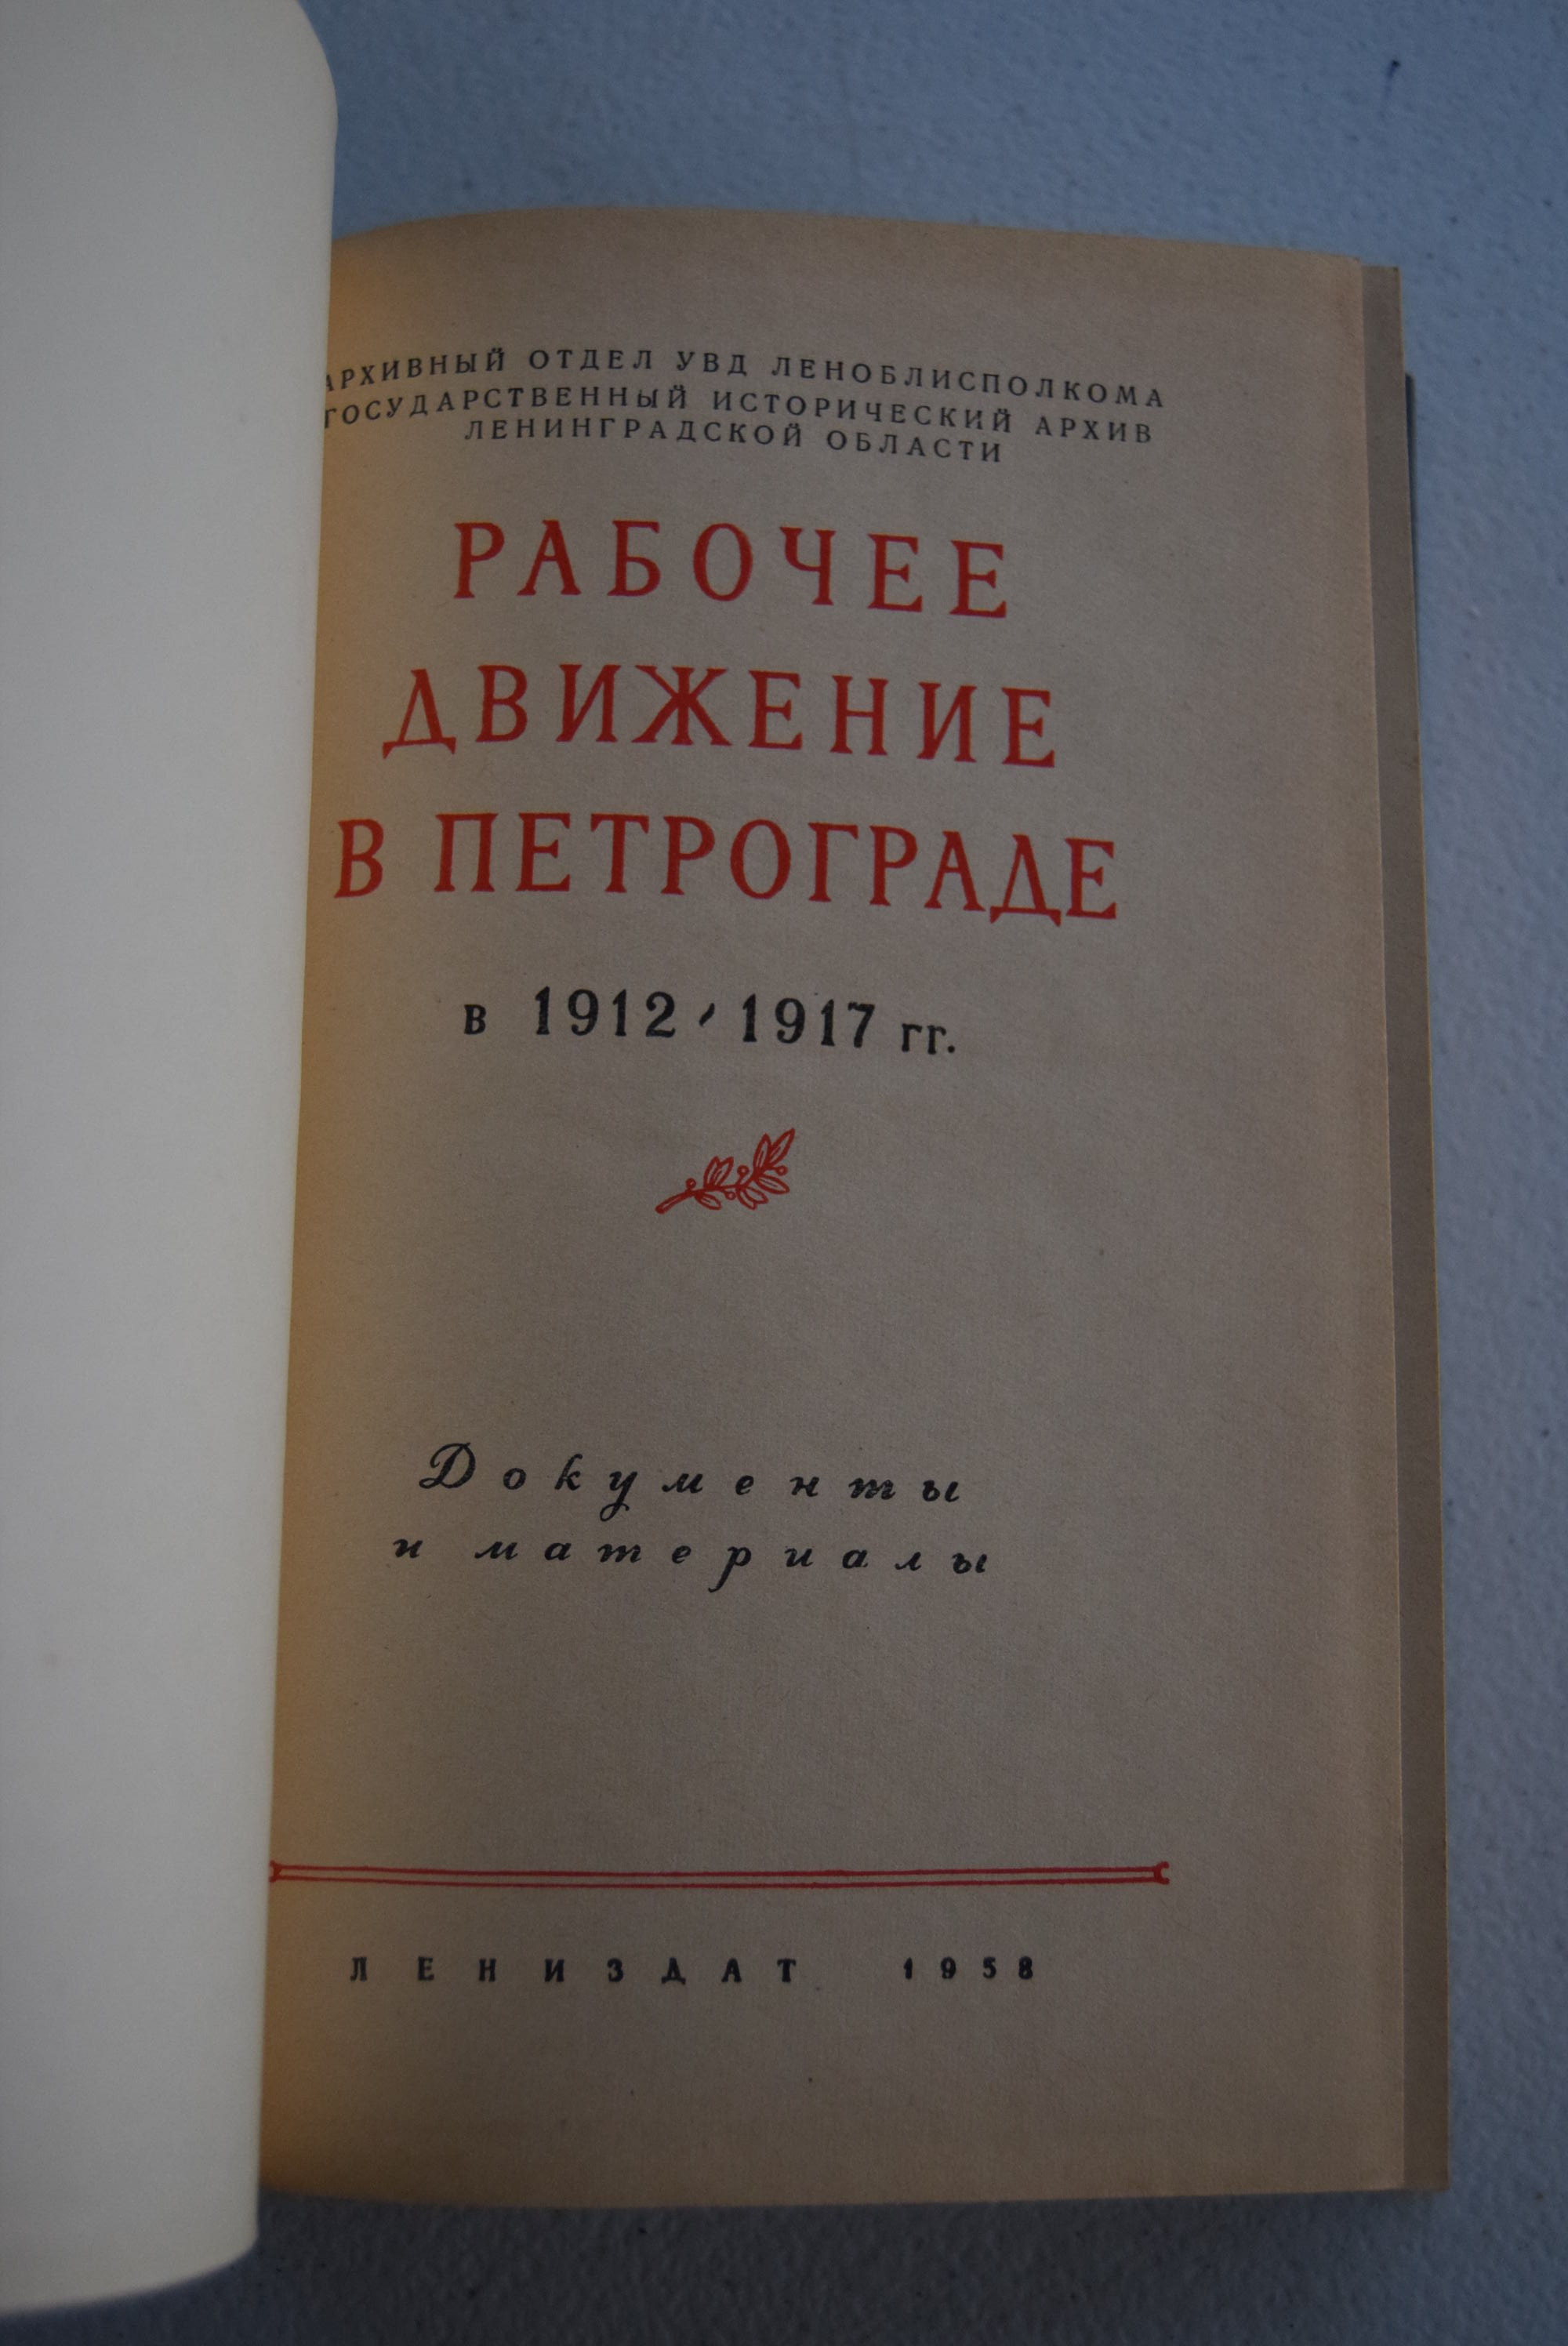 АРХИВНЫЙ ОТДЕЛ УВД ЛЕНОБЛИСПОЛКОМА
ГОСУДАРСТВЕННЫЙ ИСТОРИЧЕСКИЙ АРХИВ
ЛЕНИНГРАДСКОЙ ОБЛАСТИ
РАБОЧЕЕ
ДВИЖЕНИЕ
В ПЕТРОГРАДЕ
в 1912-1917 гг.
Документы
и материалы
ЛЕНИЗДАТ 1958